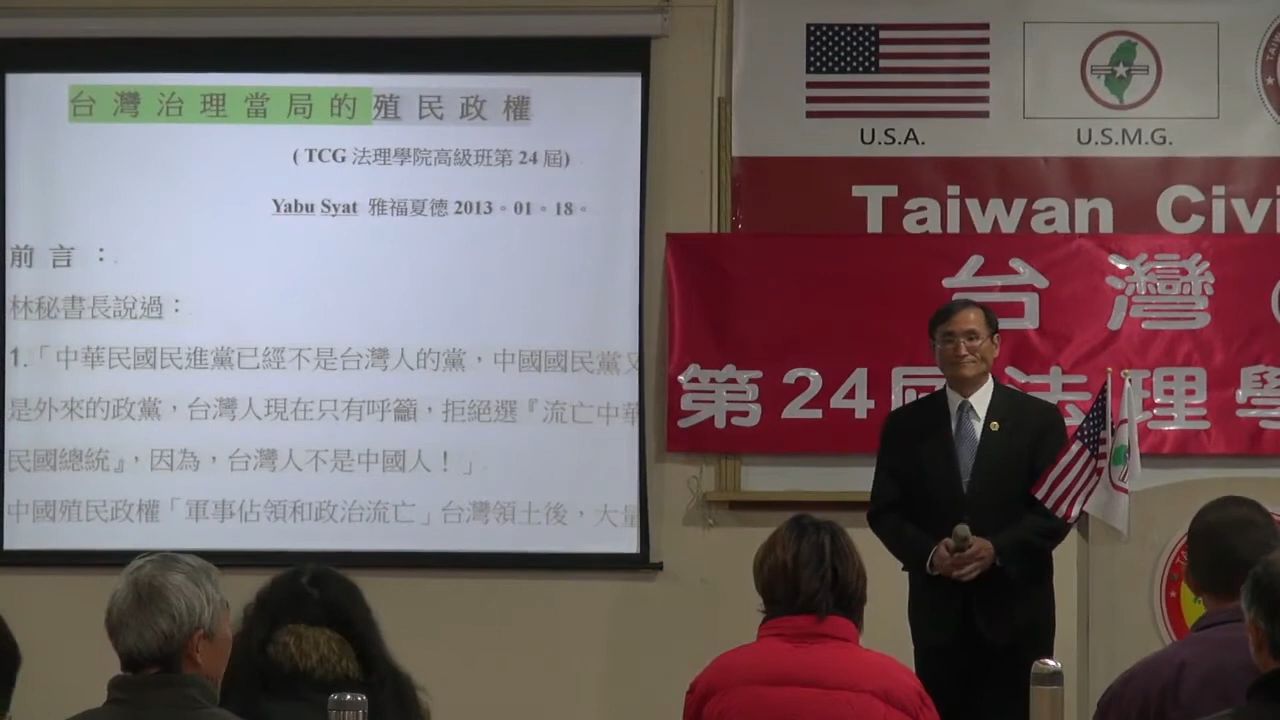 台灣治理當局的殖民政權
( TCG 法理學院高級班第 24 屆)
Yabu Syat 雅福夏德 2013。01。18。
前言：
林秘書長說過：
1.「中華民國民進黨已經不是台灣人的黨，中國國民黨又
是外來的政黨，台灣人現在只有呼籲，拒絕選『流亡中華
民國總統』，因為，台灣人不是中國人！」
中國殖民政權「軍事佔領和政治流亡」台灣領土後，大量
U.S.A.
U.S.M.G.
Taiwan Civi
台灣
第24屆法理學